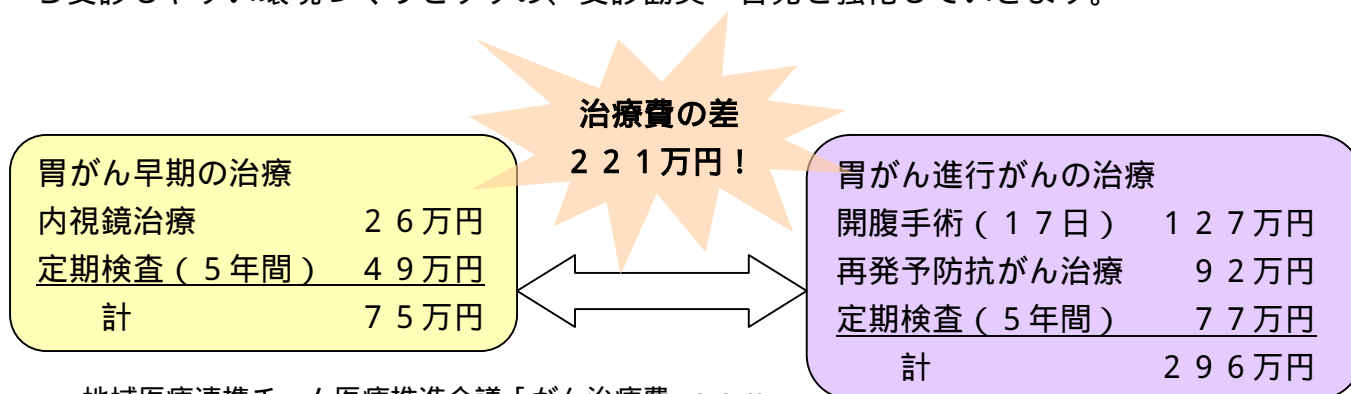 治療費の差
２２１万円！
胃がん早期の治療
内視鏡治療　２６万円
定期検査（５年間）　４９万円
計　７５万円
胃がん進行がんの治療
開腹手術（１７日）　１２７万円
再発予防抗がん治療　９２万円
定期検査（５年間）　７７万円
計　２９６万円